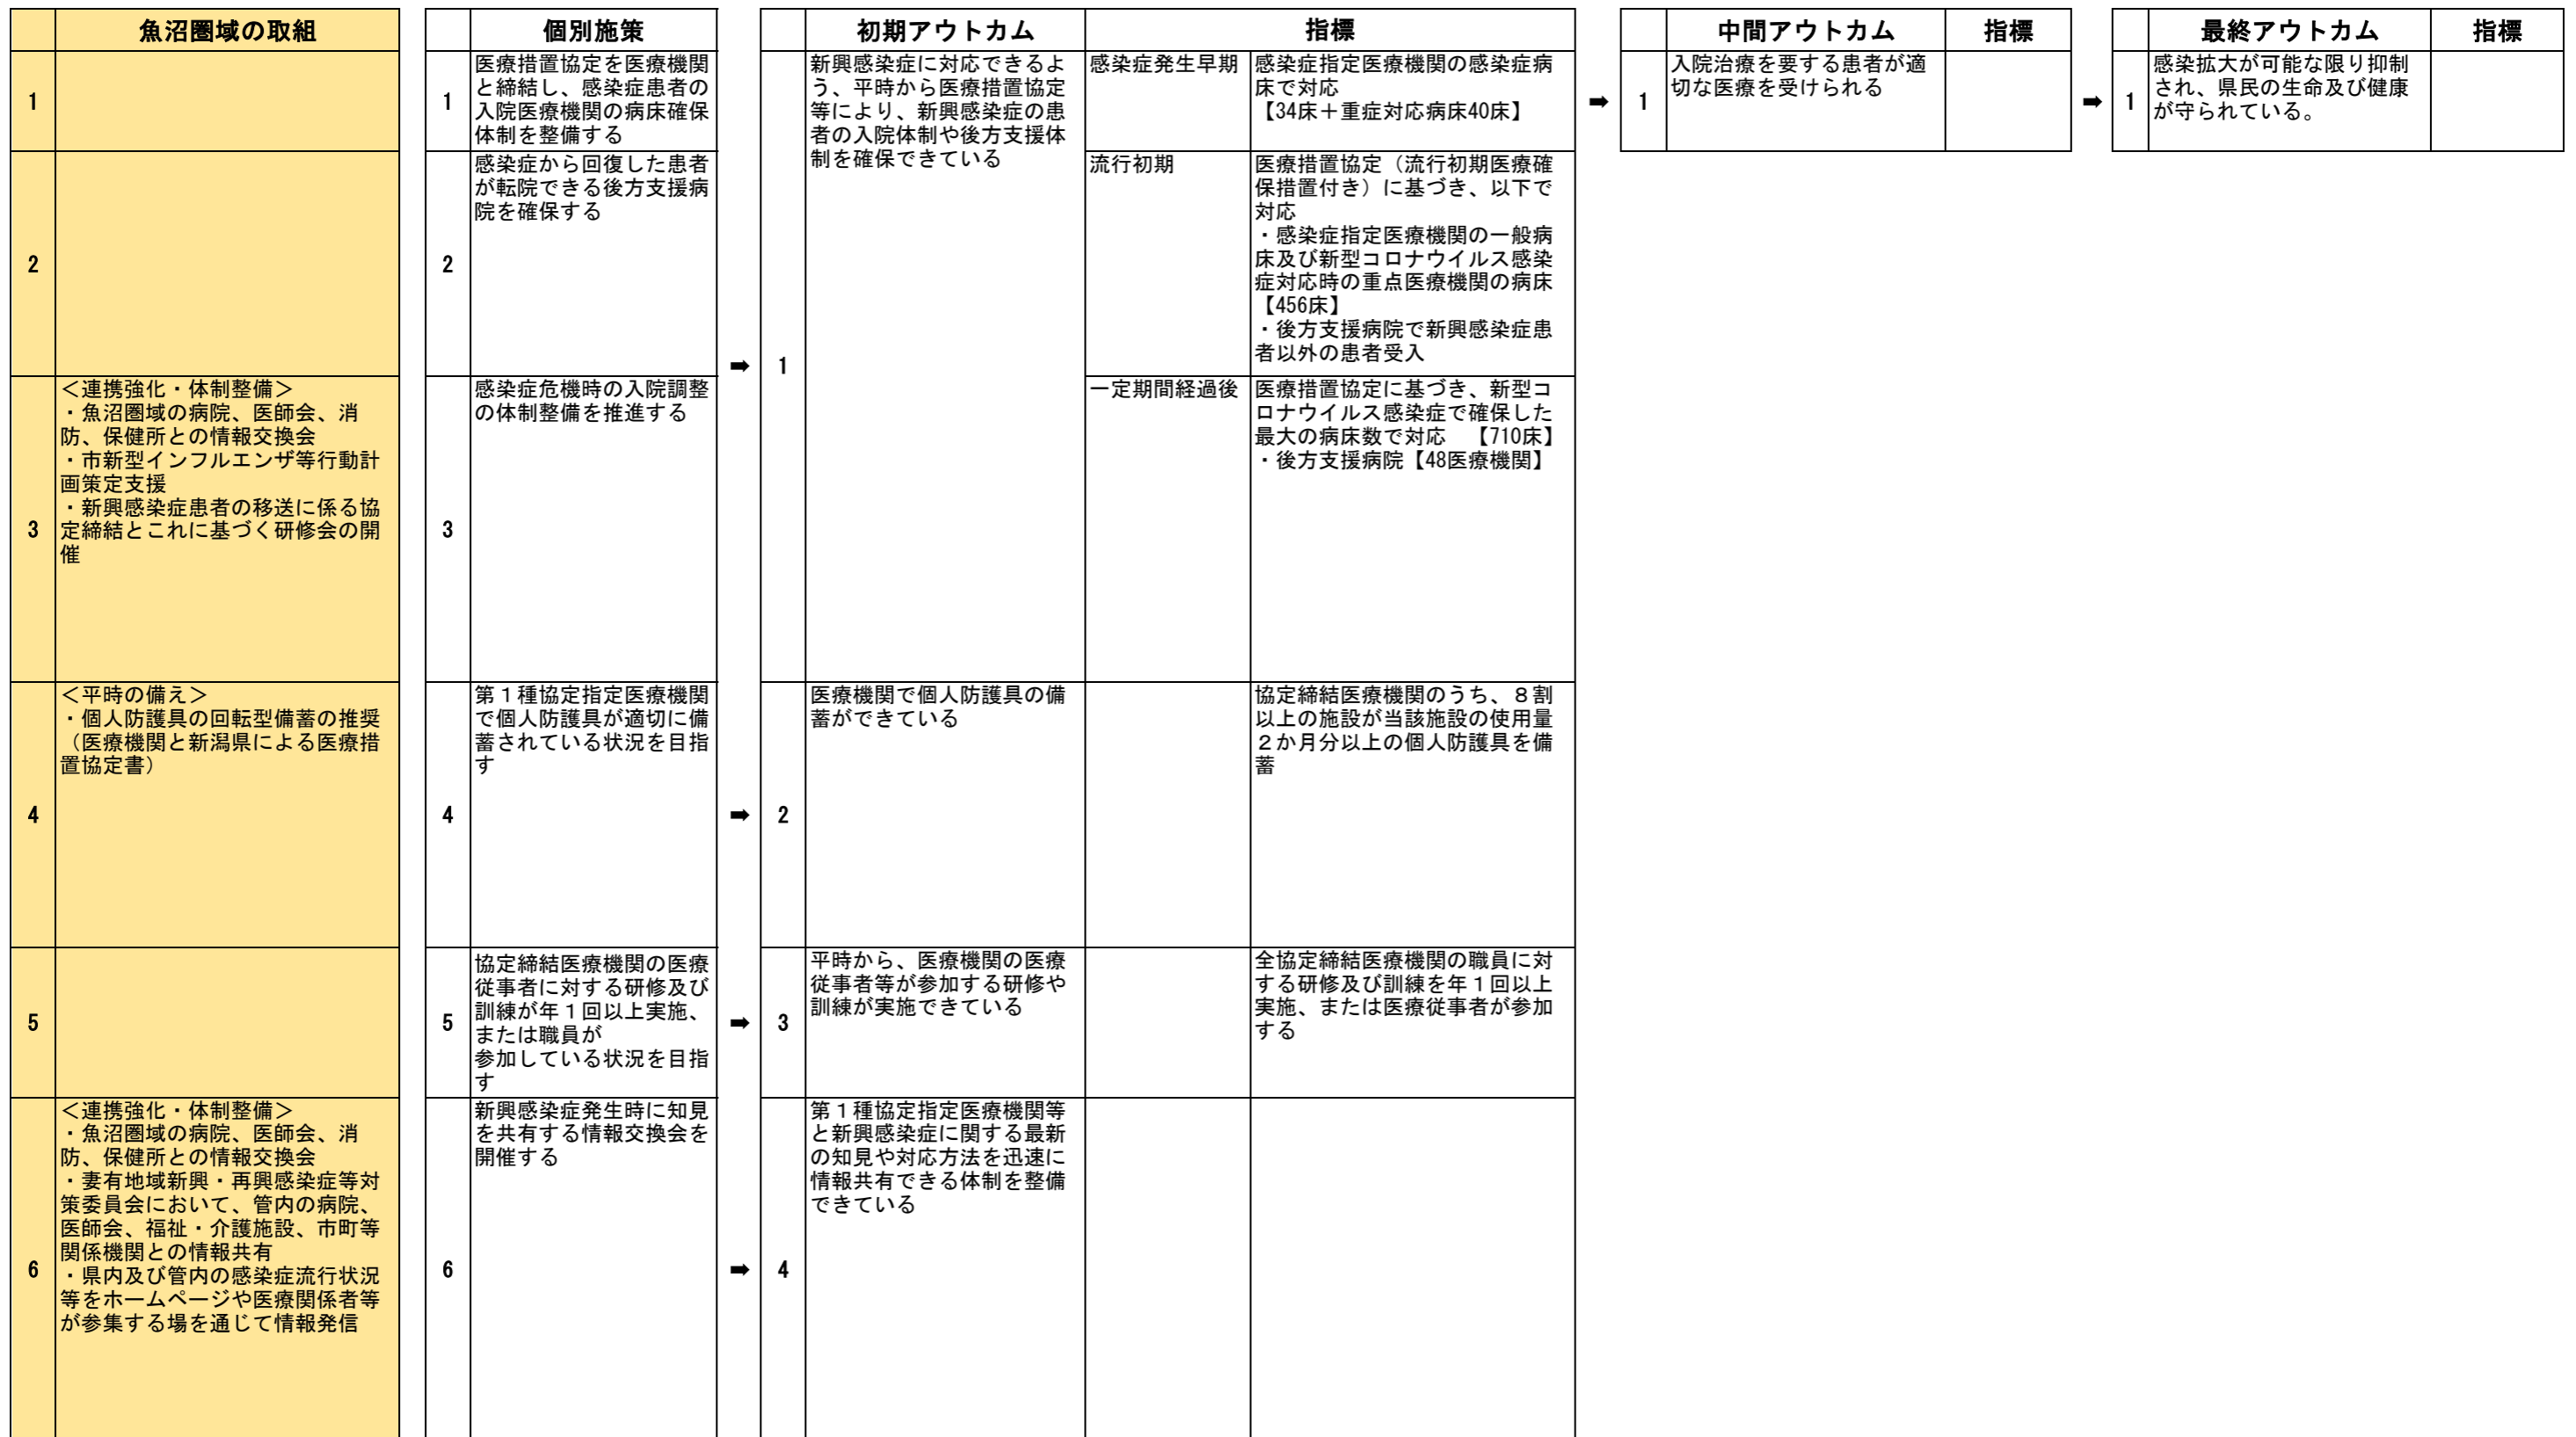 魚沼圏域の取組
個別施策
初期アウトカム
指標
中間アウトカム
指標
最終アウトカム
指標
1
1
医療措置協定を医療機関
と締結し、感染症患者の
入院医療機関の病床確保
体制を整備する
➡
1
新興感染症に対応できるよ
う、平時から医療措置協定
等により、新興感染症の患
者の入院体制や後方支援体
制を確保できている
感染症発生早期
感染症指定医療機関の感染症病
床で対応
【34床＋重症対応病床40床】
➡
1
入院治療を要する患者が適
切な医療を受けられる
➡
1
感染拡大が可能な限り抑制
され、県民の生命及び健康
が守られている。
2
2
感染症から回復した患者
が転院できる後方支援病
院を確保する
流行初期
医療措置協定（流行初期医療確
保措置付き）に基づき、以下で
対応
・感染症指定医療機関の一般病
床及び新型コロナウイルス感染
症対応時の重点医療機関の病床
【456床】
・後方支援病院で新興感染症患
者以外の患者受入
3
＜連携強化・体制整備＞
・魚沼圏域の病院、医師会、消
防、保健所との情報交換会
・市新型インフルエンザ等行動計
画策定支援
・新興感染症患者の移送に係る協
定締結とこれに基づく研修会の開
催
3
感染症危機時の入院調整
の体制整備を推進する
一定期間経過後
医療措置協定に基づき、新型コ
ロナウイルス感染症で確保した
最大の病床数で対応　【710床】
・後方支援病院【48医療機関】
4
＜平時の備え＞
・個人防護具の回転型備蓄の推奨
（医療機関と新潟県による医療措
置協定書）
4
第１種協定指定医療機関
で個人防護具が適切に備
蓄されている状況を目指
す
➡
2
医療機関で個人防護具の備
蓄ができている
協定締結医療機関のうち、８割
以上の施設が当該施設の使用量
２か月分以上の個人防護具を備
蓄
5
5
協定締結医療機関の医療
従事者に対する研修及び
訓練が年１回以上実施、
または職員が
参加している状況を目指
す
➡
3
平時から、医療機関の医療
従事者等が参加する研修や
訓練が実施できている
全協定締結医療機関の職員に対
する研修及び訓練を年１回以上
実施、または医療従事者が参加
する
6
＜連携強化・体制整備＞
・魚沼圏域の病院、医師会、消
防、保健所との情報交換会
・妻有地域新興・再興感染症等対
策委員会において、管内の病院、
医師会、福祉・介護施設、市町等
関係機関との情報共有
・県内及び管内の感染症流行状況
等をホームページや医療関係者等
が参集する場を通じて情報発信
6
新興感染症発生時に知見
を共有する情報交換会を
開催する
➡
4
第１種協定指定医療機関等
と新興感染症に関する最新
の知見や対応方法を迅速に
情報共有できる体制を整備
できている